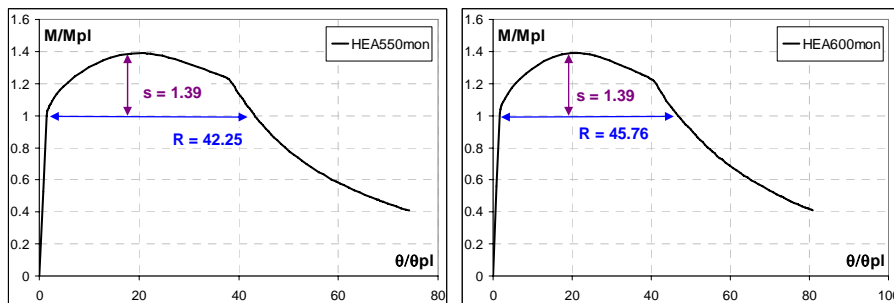 M/Mpl
HEA550mon
1.6
1.4
1.2
1
0.8
0.6
0.4
0.2
0
s = 1.39
R = 42.25
θ/θpl
0 20 40 60 80
M/Mpl
HEA600mon
1.6
1.4
1.2
1
0.8
0.6
0.4
0.2
0
s = 1.39
R = 45.76
θ/θpl
0 20 40 60 80 100